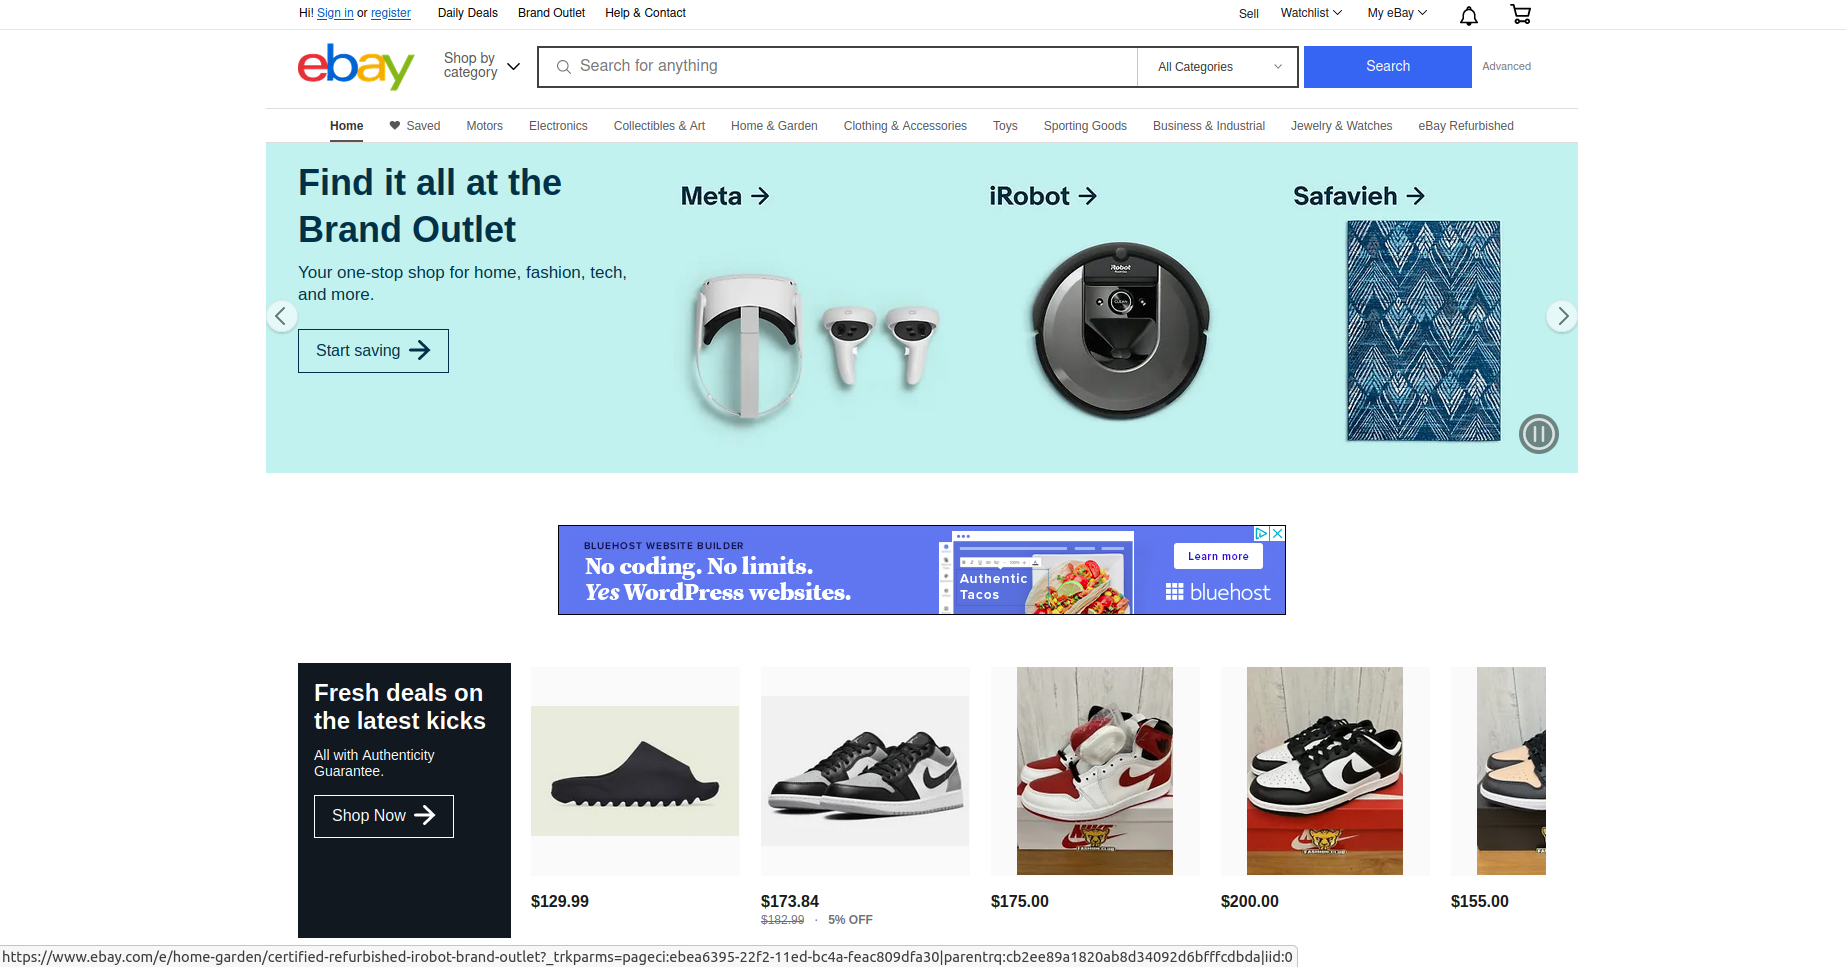 Hi! Sign in or register
Daily Deals
Brand Outlet
Help & Contact
Sell
Watchlist
My eBay
ebay
Shop by
category
Search for anything
All Categories
Search
Advanced
Home
Saved
Motors
Electronics
Collectibles & Art
Home & Garden
Clothing & Accessories
Toys
Sporting Goods
Business & Industrial
Jewelry & Watches
eBay Refurbished
Find it all at the
Brand Outlet
Your one-stop shop for home, fashion, tech,
and more.
Start saving
Meta →
iRobot →
Safavieh →
iRobot
CLEAN
BLUEHOST WEBSITE BUILDER
No coding. No limits.
Yes WordPress websites.
Authentic
Tacos
Learn more
bluehost
Fresh deals on
the latest kicks
All with Authenticity
Guarantee.
Shop Now
FASHION CLUB
FASHION CLUB
$129.99
$173.84
$182.99 · 5% OFF
$175.00
$200.00
$155.00
https://www.ebay.com/e/home-garden/certified-refurbished-irobot-brand-outlet?_trkparms=pageci:ebea6395-22f2-11ed-bc4a-feac809dfa30|parentrq:cb2ee89a1820ab8d34092d6bfffcdbda|iid:0